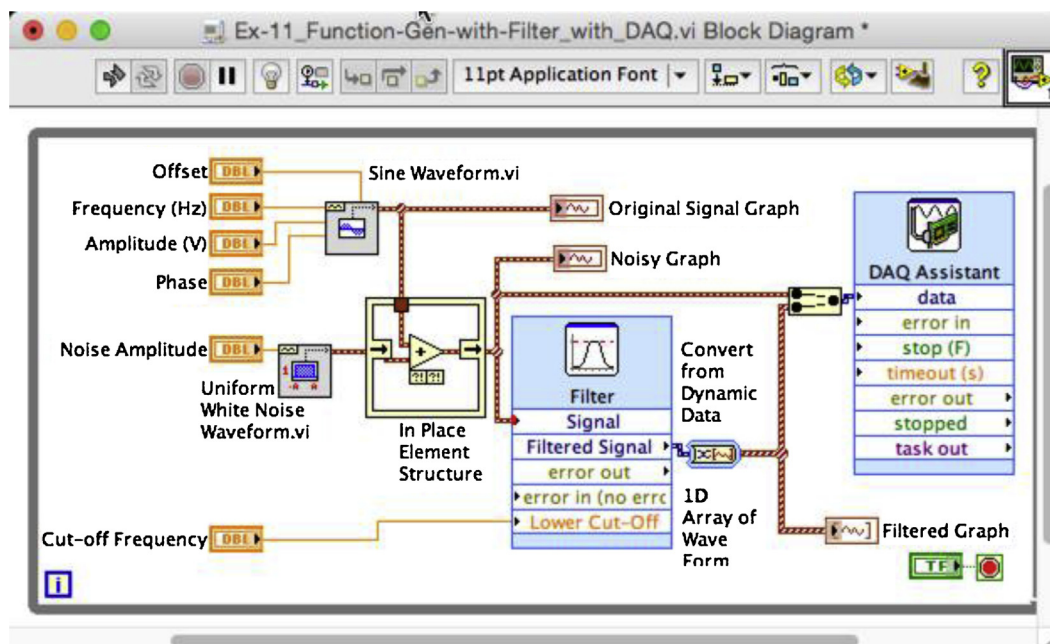 Ex-11_Function-Gen-with-Filter_with_DAQ.vi Block Diagram *
11pt Application Font
Offset
DBL
Sine Waveform.vi
Frequency (Hz)
DBL
Original Signal Graph
Amplitude (V)
DBL
Noisy Graph
Phase
DBL
DAQ Assistant
data
error in
stop (F)
timeout (s)
error out
stopped
task out
Noise Amplitude
DBL
Uniform
White Noise
Waveform.vi
In Place
Element
Structure
Filter
Signal
Filtered Signal
error out
error in (no errc
Lower Cut-Off
Convert
from
Dynamic
Data
1D
Array of
Wave
Form
Filtered Graph
Cut-off Frequency
DBL
TF
i